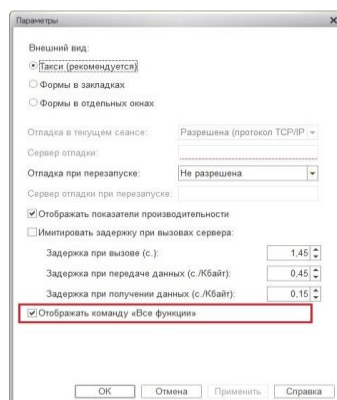 Параметры
Внешний вид:
Такси (рекомендуется)
Формы в закладках
Формы в отдельных окнах
Отладка в текущем сеансе: Разрешена (протокол TCP/IP
Сервер отладки:
Отладка при перезапуске: Не разрешена
Сервер отладки при перезапуске:
Отображать показатели производительности
Имитировать задержку при вызовах сервера:
Задержка при вызове (с.): 1,45
Задержка при передаче данных (с./Кбайт): 0,45
Задержка при получении данных (с./Кбайт): 0,15
Отображать команду «Все функции»
ОК Отмена Применить Справка